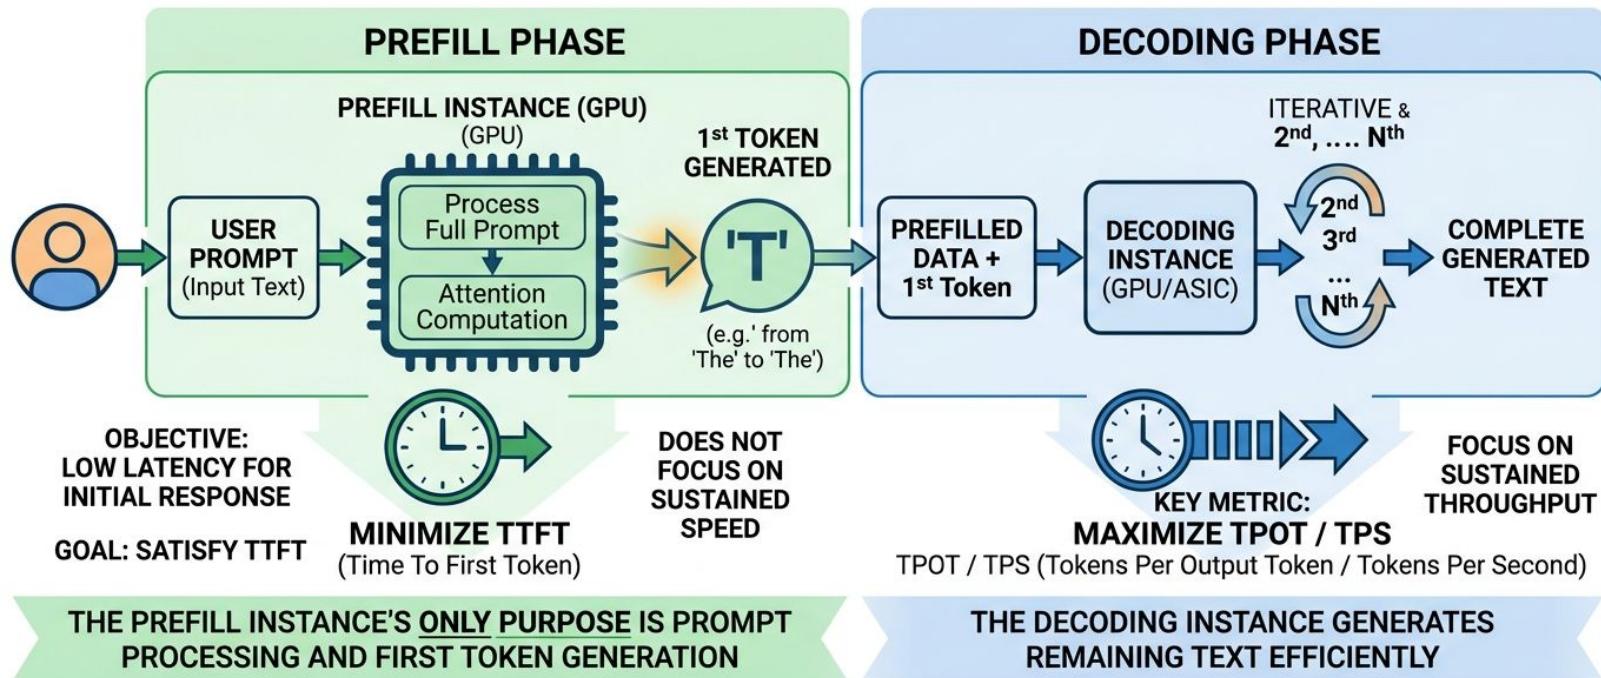 PREFILL PHASE
PREFILL INSTANCE (GPU)
(GPU)
USER
PROMPT
(Input Text)
Process
Full Prompt
Attention
Computation
1st TOKEN
GENERATED
'T'
(e.g.' from
'The' to 'The')
OBJECTIVE:
LOW LATENCY FOR
INITIAL RESPONSE
GOAL: SATISFY TTFT
MINIMIZE TTFT
(Time To First Token)
DOES NOT
FOCUS ON
SUSTAINED
SPEED
THE PREFILL INSTANCE'S ONLY PURPOSE IS PROMPT
PROCESSING AND FIRST TOKEN GENERATION
DECODING PHASE
PREFILLED
DATA +
1st Token
DECODING
INSTANCE
(GPU/ASIC)
ITERATIVE &
2nd, .... Nth
2nd
3rd
...
Nth
COMPLETE
GENERATED
TEXT
KEY METRIC:
MAXIMIZE TPOT / TPS
TPOT / TPS (Tokens Per Output Token / Tokens Per Second)
FOCUS ON
SUSTAINED
THROUGHPUT
THE DECODING INSTANCE GENERATES
REMAINING TEXT EFFICIENTLY